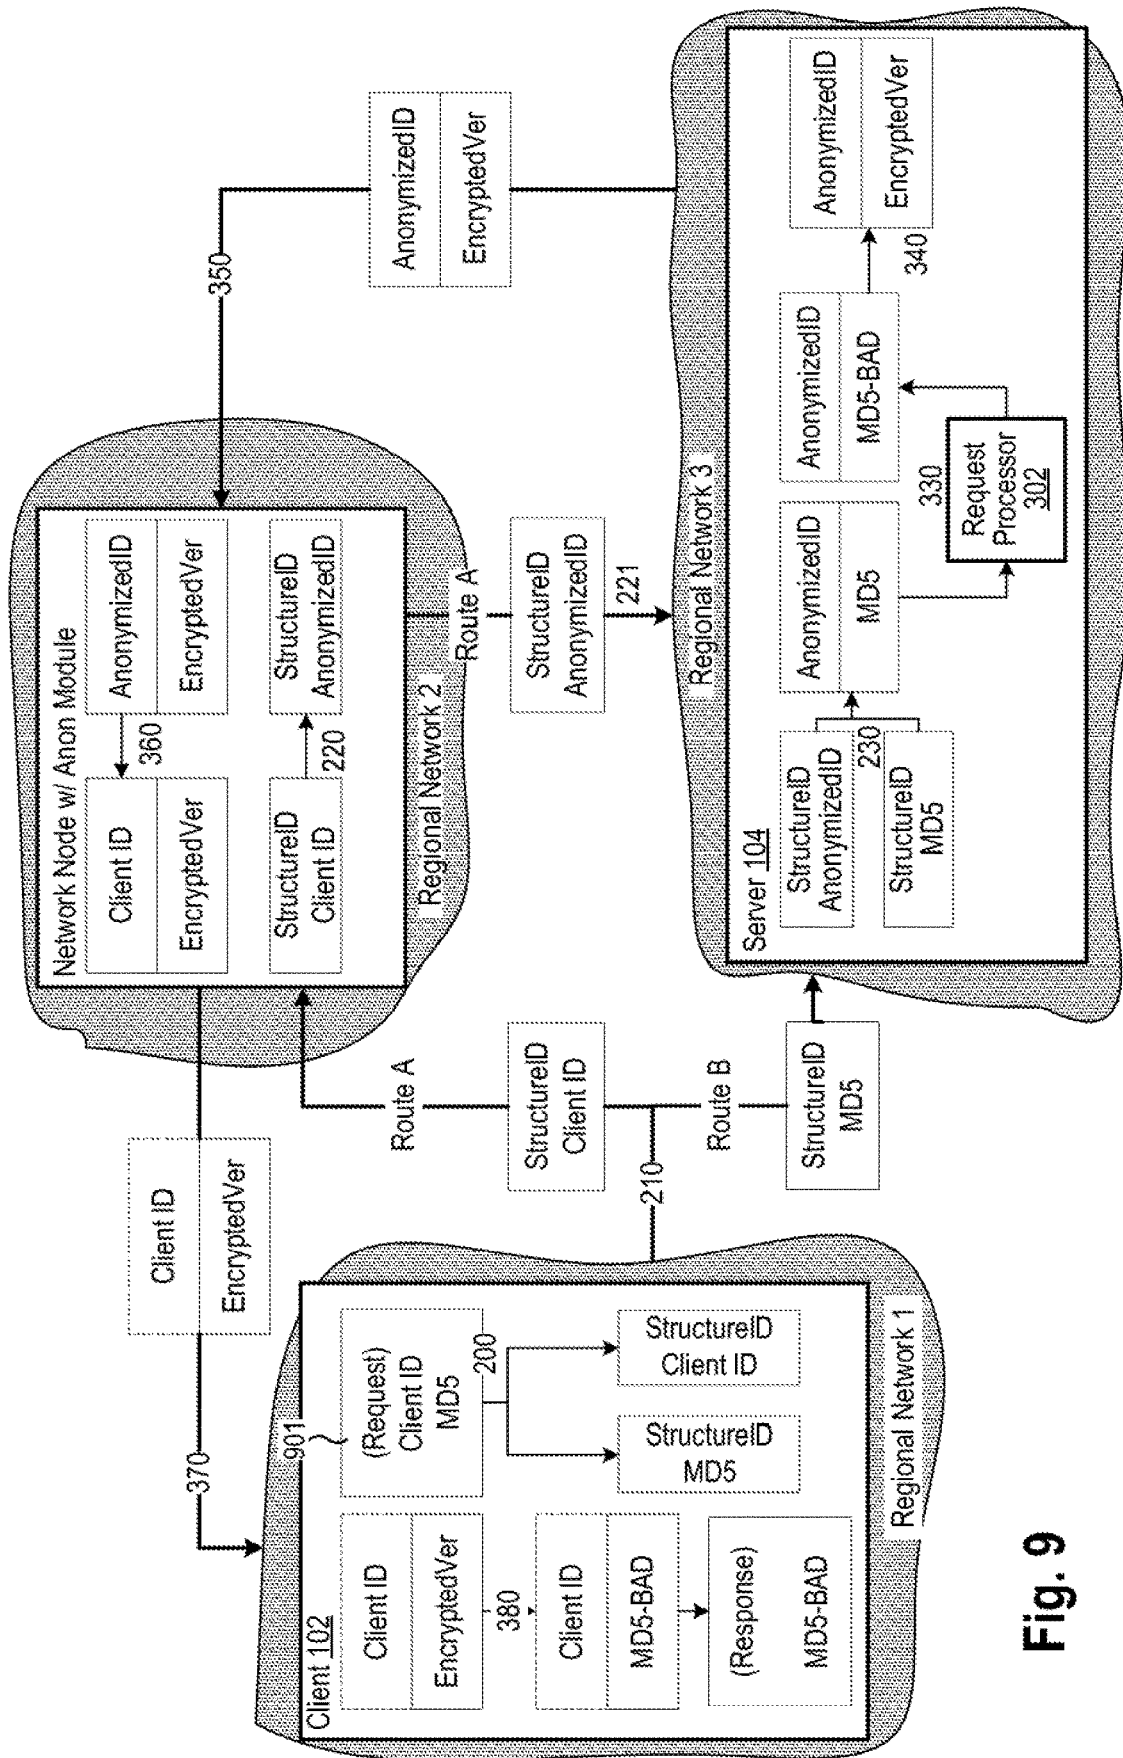 Client 102
901
(Request)
Client ID
MD5
200
StructureID
Client ID
StructureID
MD5
Client ID
EncryptedVer
380
Client ID
MD5-BAD
(Response)
MD5-BAD
Regional Network 1
370
Client ID
EncryptedVer
210
Route A
StructureID
Client ID
Route B
StructureID
MD5
Network Node w/ Anon Module
Client ID
EncryptedVer
360
AnonymizedID
EncryptedVer
StructureID
Client ID
220
StructureID
AnonymizedID
Regional Network 2
Route A
StructureID
AnonymizedID
221
350
AnonymizedID
EncryptedVer
Regional Network 3
Server 104
StructureID
AnonymizedID
230
StructureID
MD5
AnonymizedID
MD5
330
Request
Processor
302
AnonymizedID
MD5-BAD
340
AnonymizedID
EncryptedVer
Fig. 9